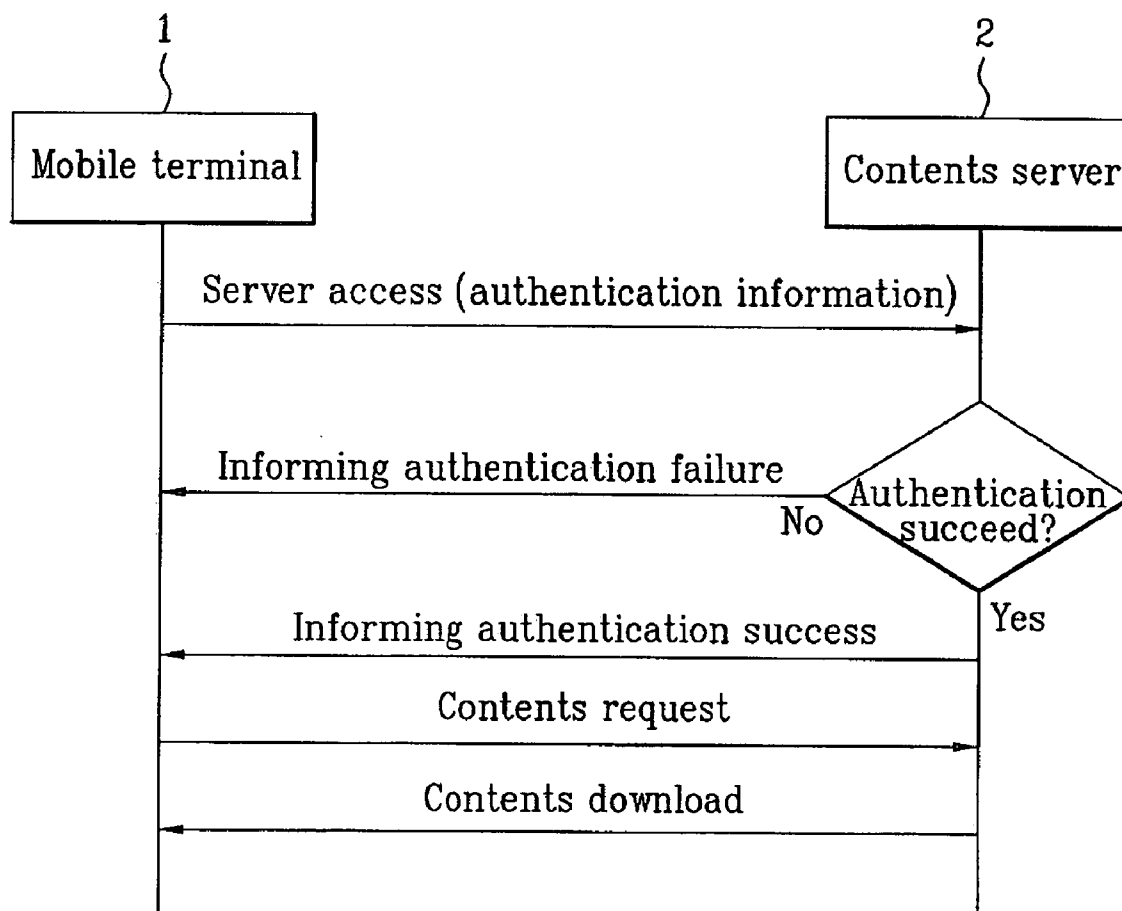 1
2
Mobile terminal
Contents server
Server access (authentication information)
Informing authentication failure
No
Authentication
succeed?
Yes
Informing authentication success
Contents request
Contents download